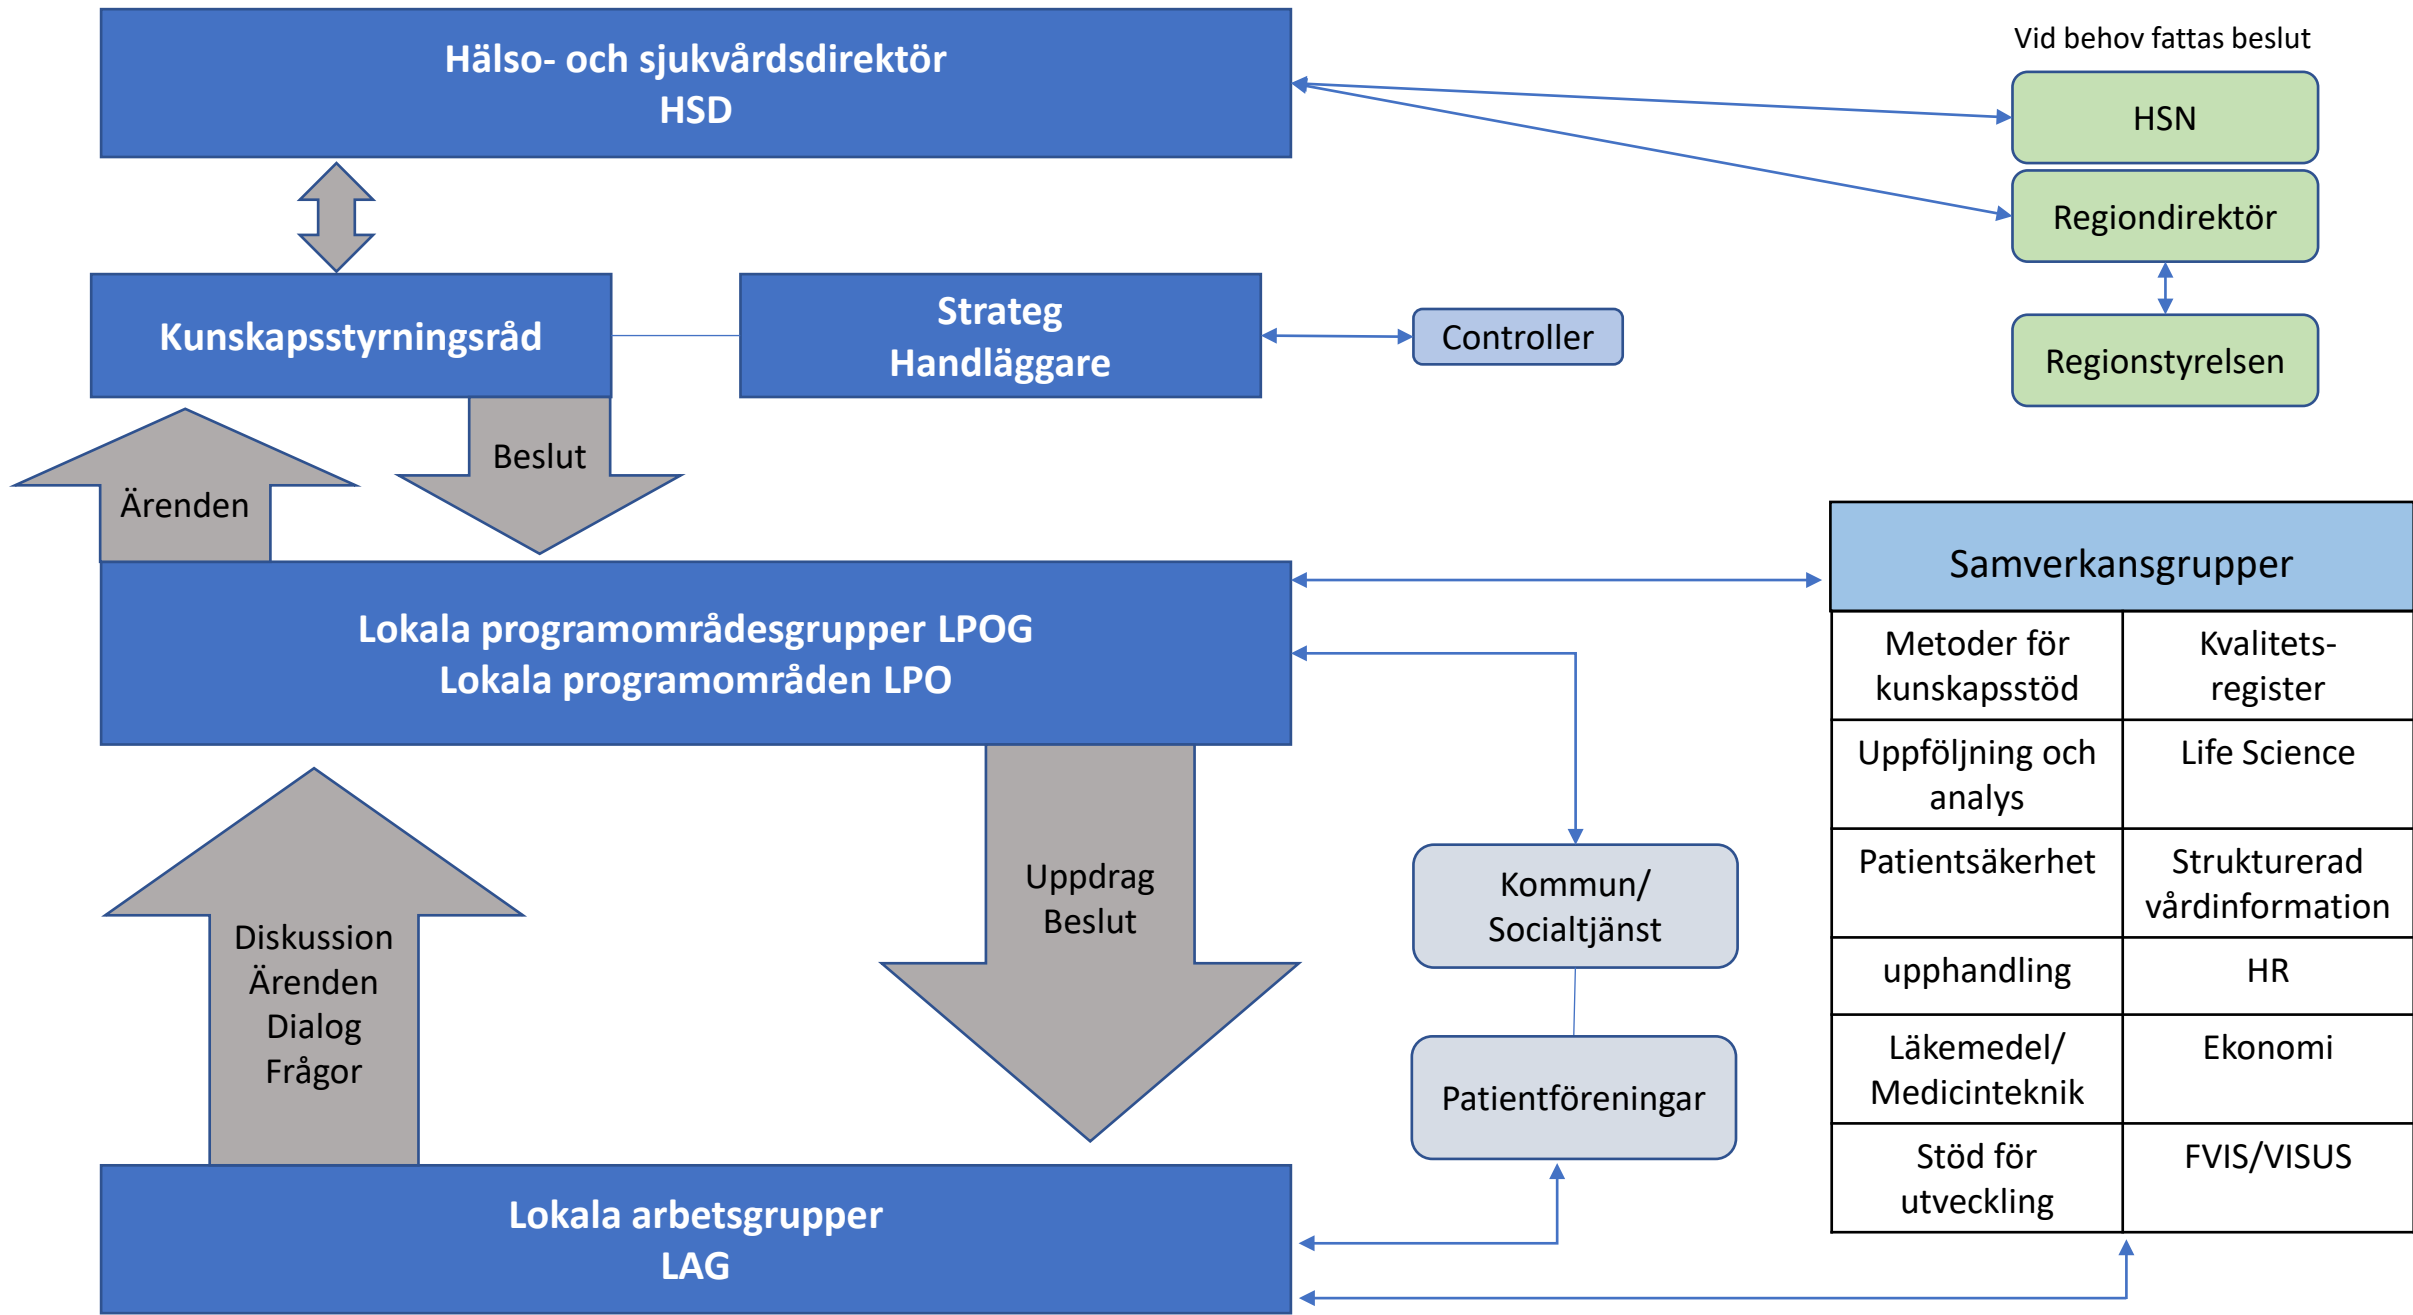 Hälso- och sjukvårdsdirektör
HSD
Vid behov fattas beslut
HSN
Regiondirektör
Regionstyrelsen
Kunskapsstyrningsråd
Strateg
Handläggare
Controller
Ärenden
Beslut
Lokala programområdesgrupper LPOG
Lokala programområden LPO
Samverkansgrupper
Metoder för
kunskapsstöd
Kvalitets-
register
Uppföljning och
analys
Life Science
Patientsäkerhet
Strukturerad
vårdinformation
upphandling
HR
Läkemedel/
Medicinteknik
Ekonomi
Stöd för
utveckling
FVIS/VISUS
Diskussion
Ärenden
Dialog
Frågor
Uppdrag
Beslut
Kommun/
Socialtjänst
Patientföreningar
Lokala arbetsgrupper
LAG